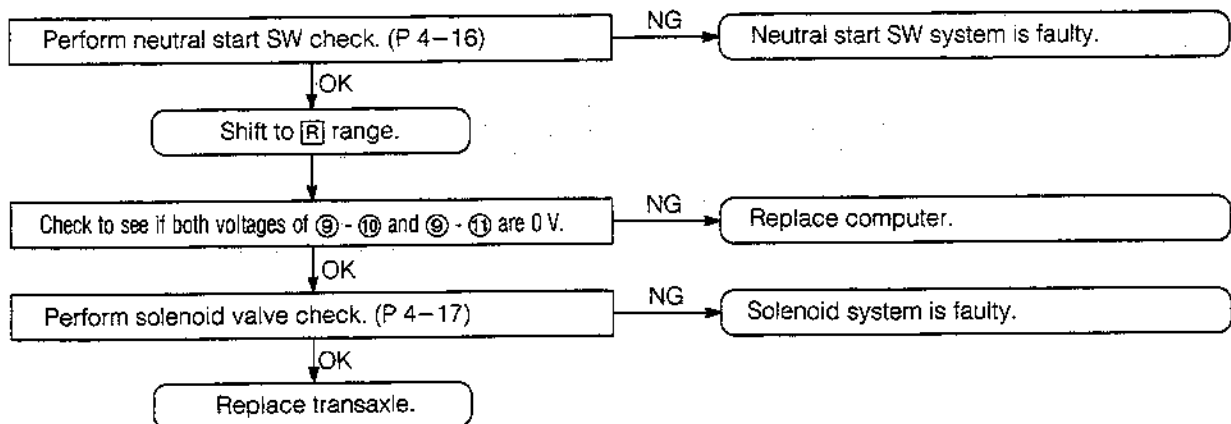 Perform neutral start SW check. (P 4–16)
NG
Neutral start SW system is faulty.
OK
Shift to R range.
Check to see if both voltages of ⑨ - ⑩ and ⑨ - ⑪ are 0 V.
NG
Replace computer.
OK
Perform solenoid valve check. (P 4–17)
NG
Solenoid system is faulty.
OK
Replace transaxle.